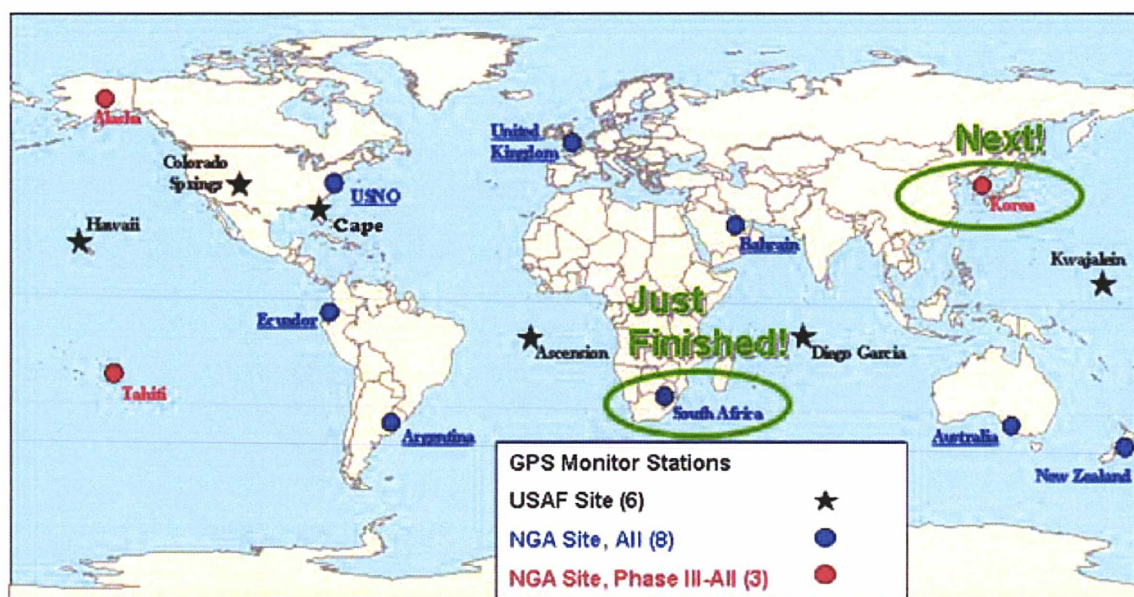 Alaska
United
Kingdom
Next!
Colorado
Springs
USNO
Korea
Hawaii
Cape
Bahrain
Kwajalein
Just
Finished!
Ecuador
Ascension
Diego Garcia
Tahiti
South Africa
Argentina
Australia
New Zealand
GPS Monitor Stations
USAF Site (6)
NGA Site, AII (8)
NGA Site, Phase III-AII (3)